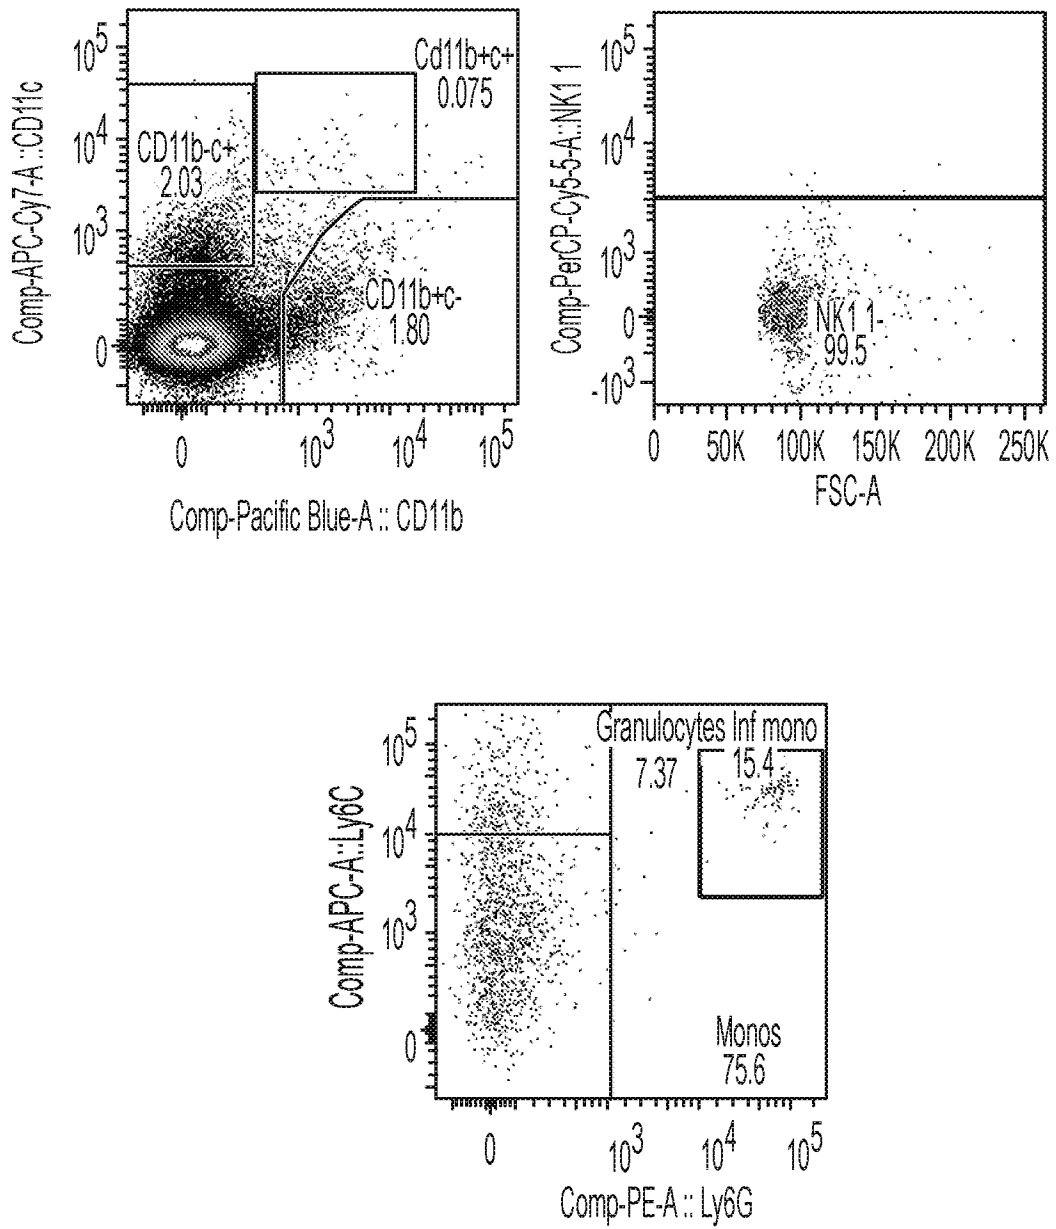 Cd11b+c+
0.075
CD11b-c+
2.03
CD11b+c-
1.80
10^5
10^4
10^3
0
0
10^3
10^4
10^5
Comp-APC-Cy7-A :: CD11c
Comp-Pacific Blue-A :: CD11b
10^5
10^4
10^3
0
-10^3
NK1 1-
99.5
0
50K
100K
150K
200K
250K
Comp-PerCP-Cy5-5-A::NK1 1
FSC-A
Granulocytes Inf mono
7.37
15.4
Monos
75.6
10^5
10^4
10^3
0
0
10^3
10^4
10^5
Comp-APC-A::Ly6C
Comp-PE-A :: Ly6G